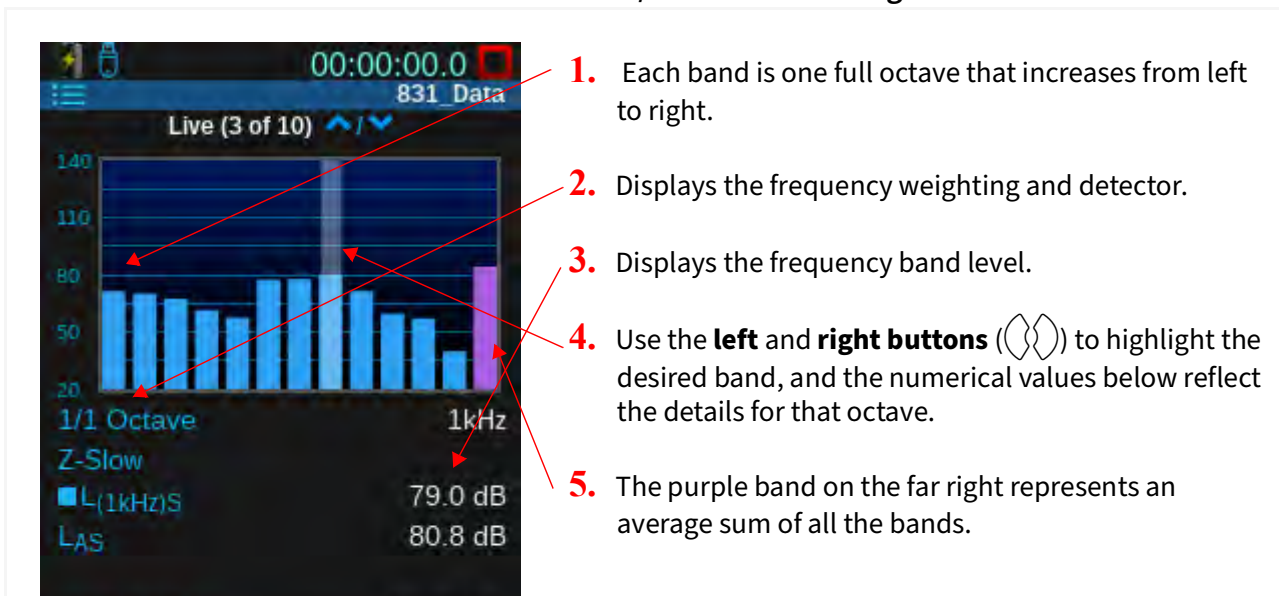 00:00:00.0
831_Data
Live (3 of 10) /
140
110
80
50
20
1/1 Octave 1kHz
Z-Slow
L(1kHz)S 79.0 dB
LAS 80.8 dB
1. Each band is one full octave that increases from left
to right.
2. Displays the frequency weighting and detector.
3. Displays the frequency band level.
4. Use the left and right buttons () to highlight the
desired band, and the numerical values below reflect
the details for that octave.
5. The purple band on the far right represents an
average sum of all the bands.